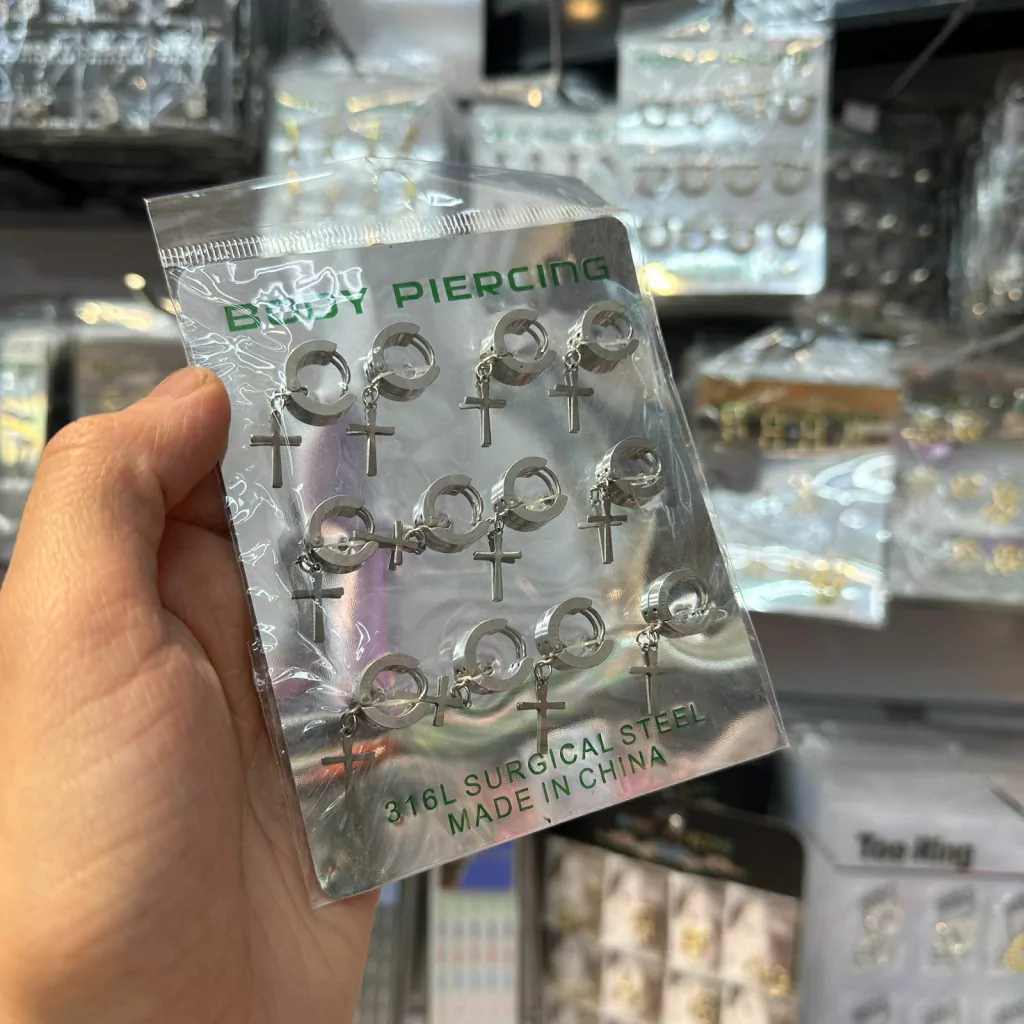 BODY PIERCING
316L SURGICAL STEEL
MADE IN CHINA
Toe Ring